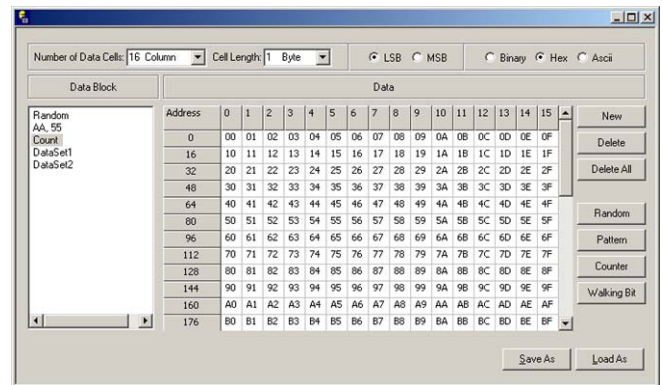 Number of Data Cells: 16 Column Cell Length: 1 Byte LSB MSB Binary Hex Ascii
Data Block Data
Random
AA, 55
Count
DataSet1
DataSet2
Address 0 1 2 3 4 5 6 7 8 9 10 11 12 13 14 15
0 00 01 02 03 04 05 06 07 08 09 0A 0B 0C 0D 0E 0F
16 10 11 12 13 14 15 16 17 18 19 1A 1B 1C 1D 1E 1F
32 20 21 22 23 24 25 26 27 28 29 2A 2B 2C 2D 2E 2F
48 30 31 32 33 34 35 36 37 38 39 3A 3B 3C 3D 3E 3F
64 40 41 42 43 44 45 46 47 48 49 4A 4B 4C 4D 4E 4F
80 50 51 52 53 54 55 56 57 58 59 5A 5B 5C 5D 5E 5F
96 60 61 62 63 64 65 66 67 68 69 6A 6B 6C 6D 6E 6F
112 70 71 72 73 74 75 76 77 78 79 7A 7B 7C 7D 7E 7F
128 80 81 82 83 84 85 86 87 88 89 8A 8B 8C 8D 8E 8F
144 90 91 92 93 94 95 96 97 98 99 9A 9B 9C 9D 9E 9F
160 A0 A1 A2 A3 A4 A5 A6 A7 A8 A9 AA AB AC AD AE AF
176 B0 B1 B2 B3 B4 B5 B6 B7 B8 B9 BA BB BC BD BE BF
New
Delete
Delete All
Random
Pattern
Counter
Walking Bit
Save As Load As